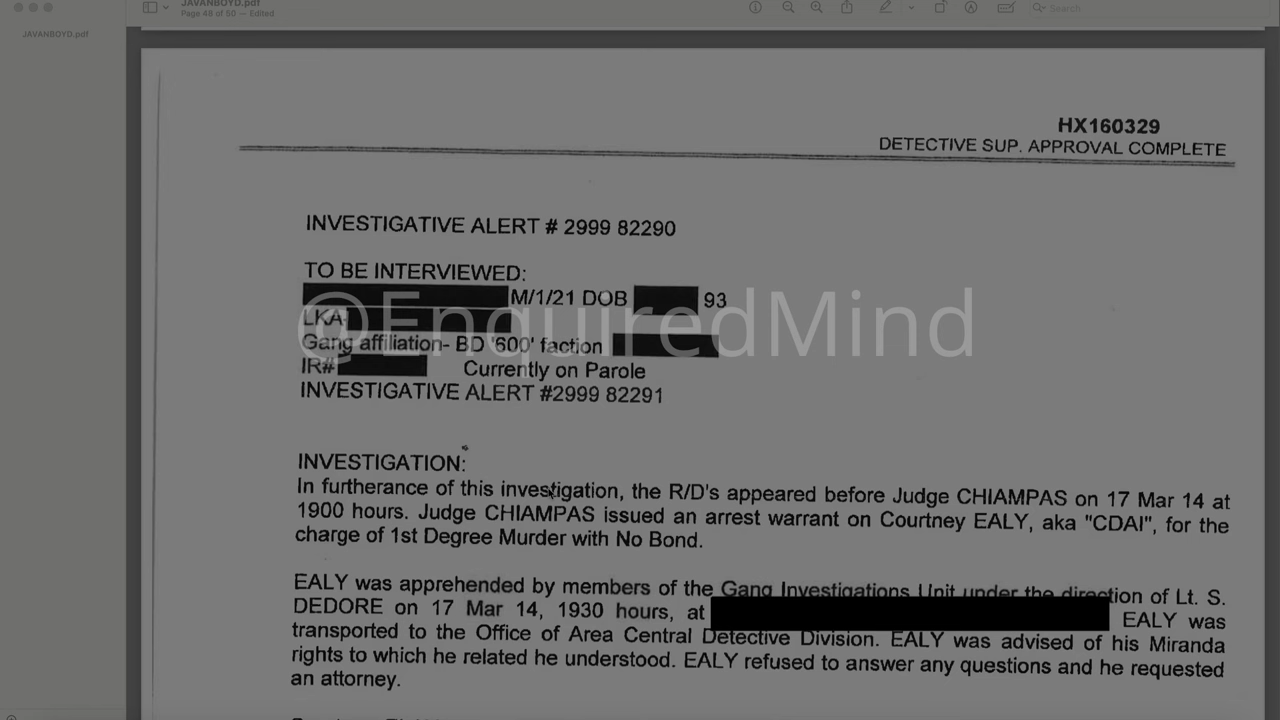 JAVANBOYD.pdf
Page 48 of 50 — Edited
Search
JAVANBOYD.pdf
HX160329
DETECTIVE SUP. APPROVAL COMPLETE
INVESTIGATIVE ALERT # 2999 82290
TO BE INTERVIEWED:
M/1/21 DOB 93
LKA
@EnquiredMind
Gang affiliation- BD '600' faction
IR# Currently on Parole
INVESTIGATIVE ALERT #2999 82291
INVESTIGATION:
In furtherance of this investigation, the R/D's appeared before Judge CHIAMPAS on 17 Mar 14 at
1900 hours. Judge CHIAMPAS issued an arrest warrant on Courtney EALY, aka "CDAI", for the
charge of 1st Degree Murder with No Bond.
EALY was apprehended by members of the Gang Investigations Unit under the direction of Lt. S.
DEDORE on 17 Mar 14, 1930 hours, at EALY was
transported to the Office of Area Central Detective Division. EALY was advised of his Miranda
rights to which he related he understood. EALY refused to answer any questions and he requested
an attorney.